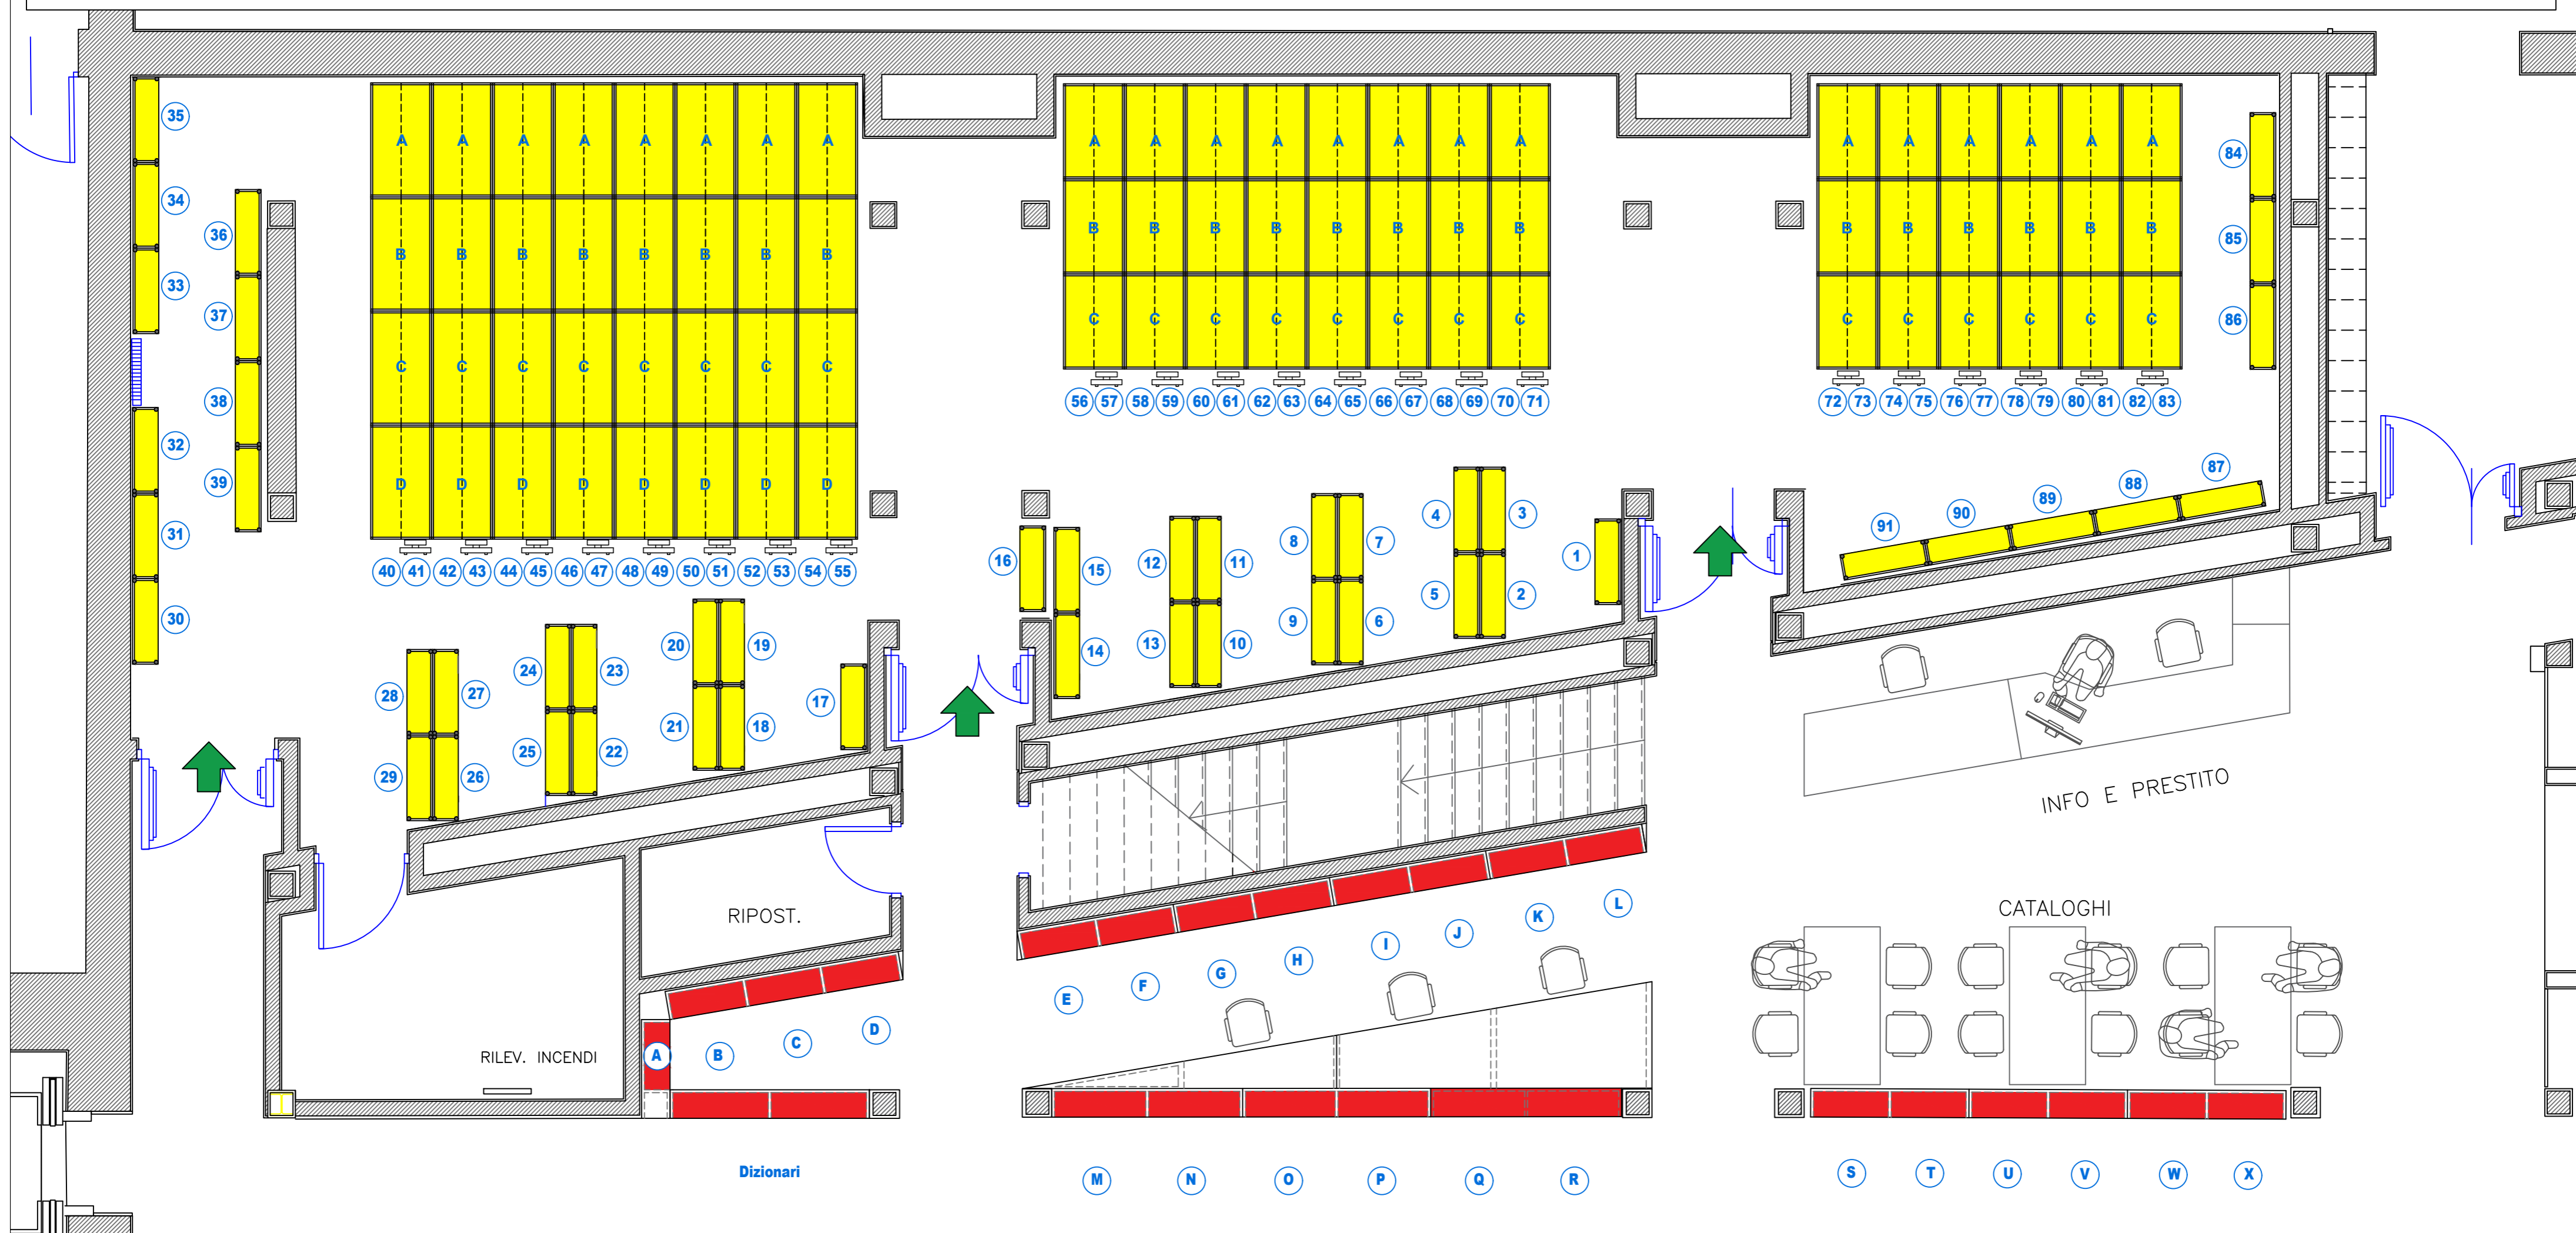 35
A A A A A A A A
A A A A A A A A
A A A A A A
84
34
36
B B B B B B B B
B B B B B B B B
B B B B B B
85
33
37
C C C C C C C C
C C C C C C C C
C C C C C C
86
38
56 57 58 59 60 61 62 63 64 65 66 67 68 69 70 71
72 73 74 75 76 77 78 79 80 81 82 83
32
39
D D D D D D D D
31
40 41 42 43 44 45 46 47 48 49 50 51 52 53 54 55
16
15
12 11
8 7
4 3
1
91 90 89 88 87
30
14
13 10
9 6
5 2
28 27
24 23
20 19
17
29 26
25 22
21 18
INFO E PRESTITO
RIPOST.
CATALOGHI
RILEV. INCENDI
A B C D
E F G H I J K L
Dizionari
M N O P Q R
S T U V W X